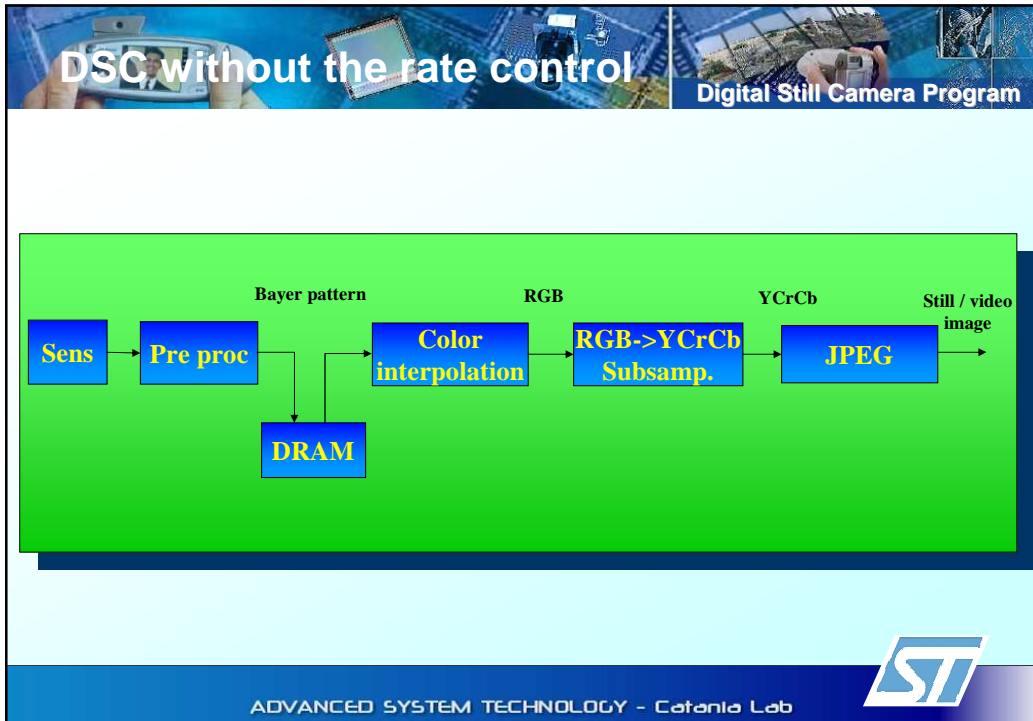 DSC without the rate control
Digital Still Camera Program
Bayer pattern
RGB
YCrCb
Still / video
image
Sens
Pre proc
Color
interpolation
RGB->YCrCb
Subsamp.
JPEG
DRAM
ST
ADVANCED SYSTEM TECHNOLOGY - Catania Lab